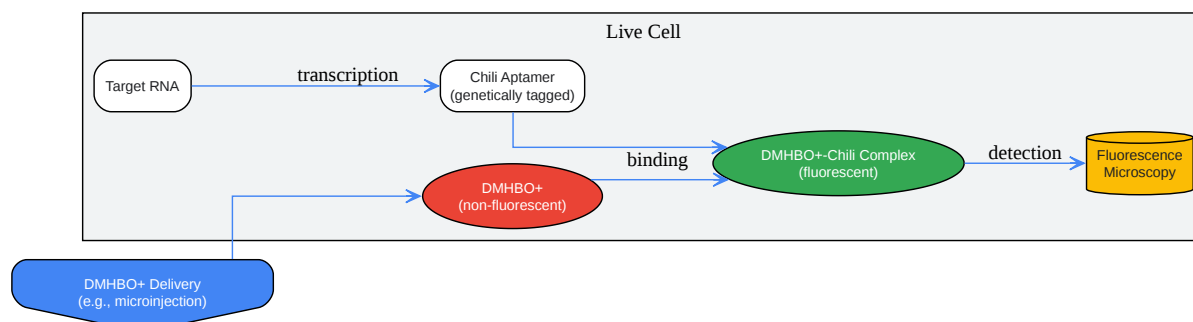 Live Cell
Target RNA
transcription
Chili Aptamer
(genetically tagged)
binding
DMHBO+
(non-fluorescent)
DMHBO+-Chili Complex
(fluorescent)
detection
Fluorescence
Microscopy
DMHBO+ Delivery
(e.g., microinjection)